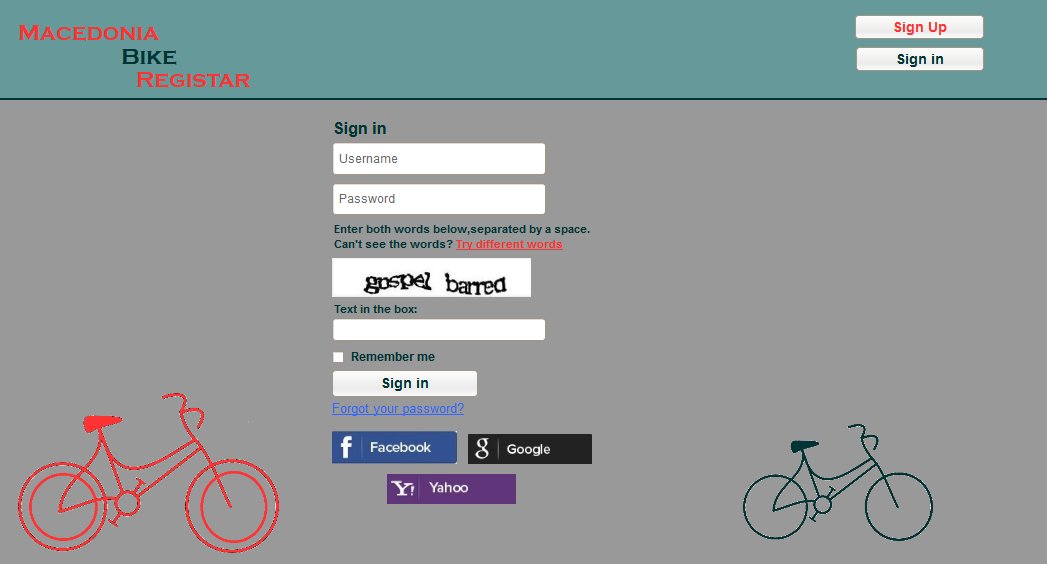 Macedonia
Bike
Registar
Sign Up
Sign in
Sign in
Username
Password
Enter both words below,separated by a space.
Can't see the words? Try different words
gospel barred
Text in the box:
Remember me
Sign in
Forgot your password?
f Facebook
g Google
Y! Yahoo